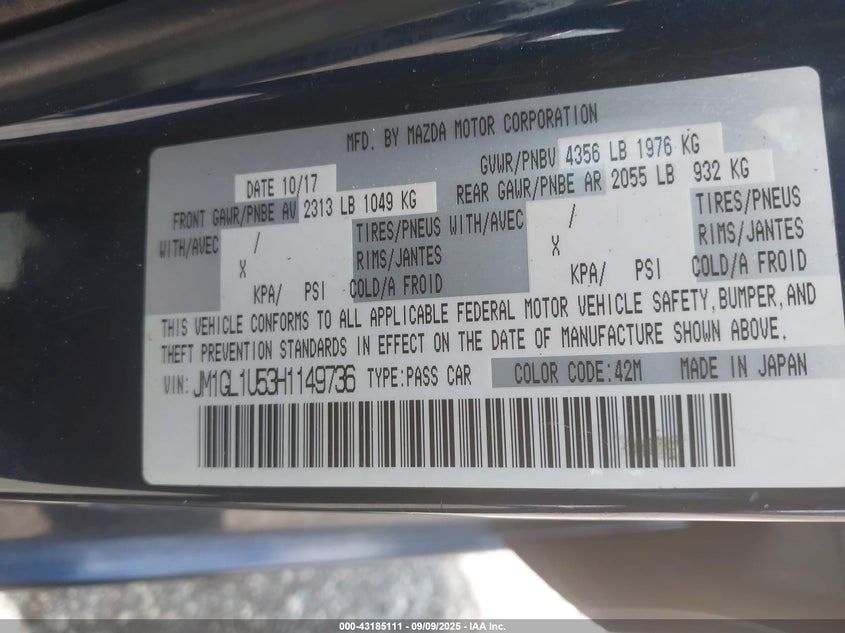 MFD. BY MAZDA MOTOR CORPORATION
DATE 10/17
GVWR/PNBV 4356 LB 1976 KG
FRONT GAWR/PNBE AV 2313 LB 1049 KG
REAR GAWR/PNBE AR 2055 LB 932 KG
WITH/AVEC / TIRES/PNEUS WITH/AVEC / TIRES/PNEUS
X RIMS/JANTES X RIMS/JANTES
KPA/ PSI COLD/A FROID KPA/ PSI COLD/A FROID
THIS VEHICLE CONFORMS TO ALL APPLICABLE FEDERAL MOTOR VEHICLE SAFETY, BUMPER, AND
THEFT PREVENTION STANDARDS IN EFFECT ON THE DATE OF MANUFACTURE SHOWN ABOVE.
VIN: JM1GL1U53H1149736 TYPE:PASS CAR COLOR CODE:42M MADE IN JAPAN
000-43185111 - 09/09/2025 - IAA Inc.